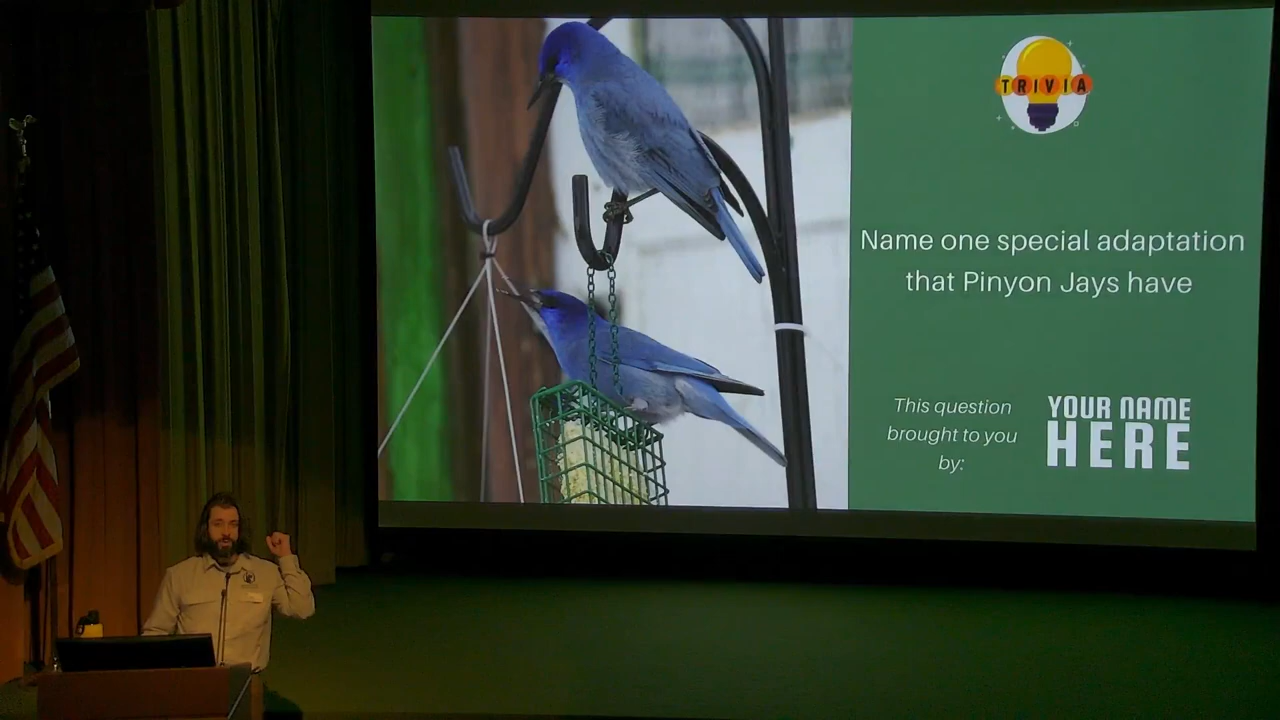 TRIVIA
Name one special adaptation
that Pinyon Jays have
This question
brought to you
by:
YOUR NAME
HERE